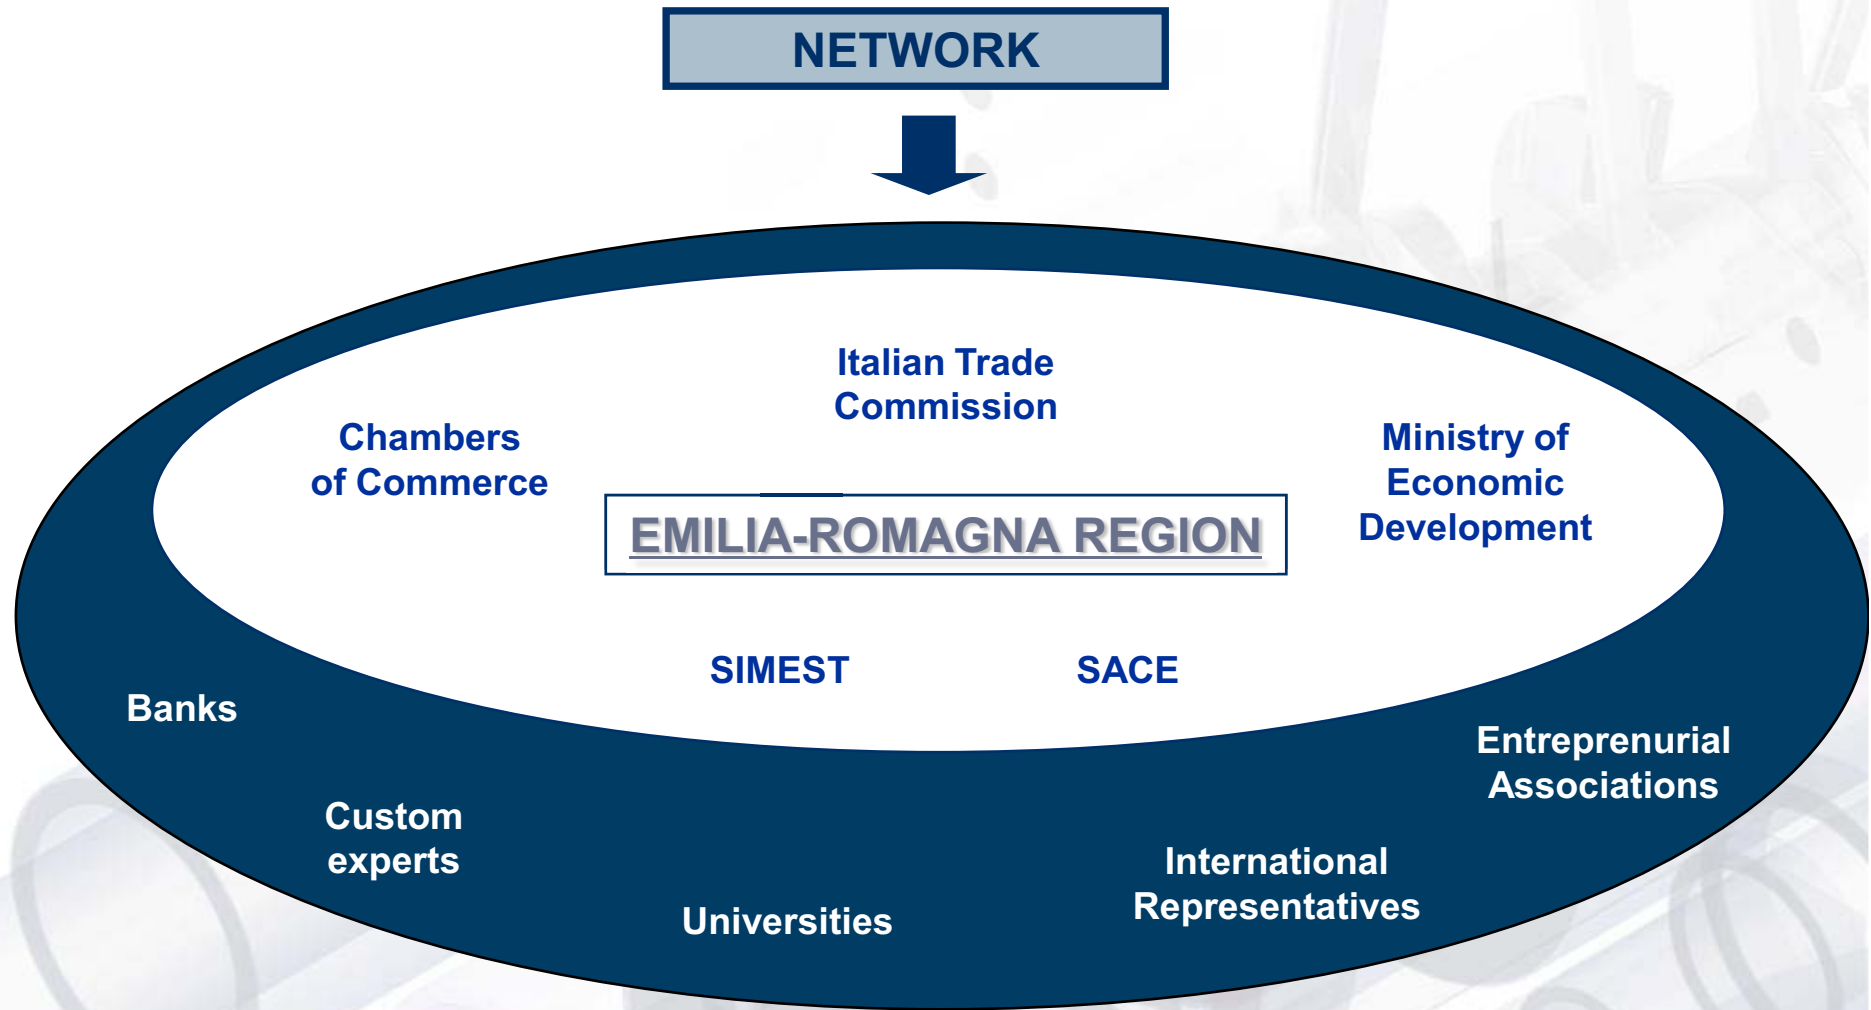 NETWORK
Italian Trade
Commission
Chambers
of Commerce
Ministry of
Economic
Development
EMILIA-ROMAGNA REGION
SIMEST
SACE
Banks
Entreprenurial
Associations
Custom
experts
International
Representatives
Universities